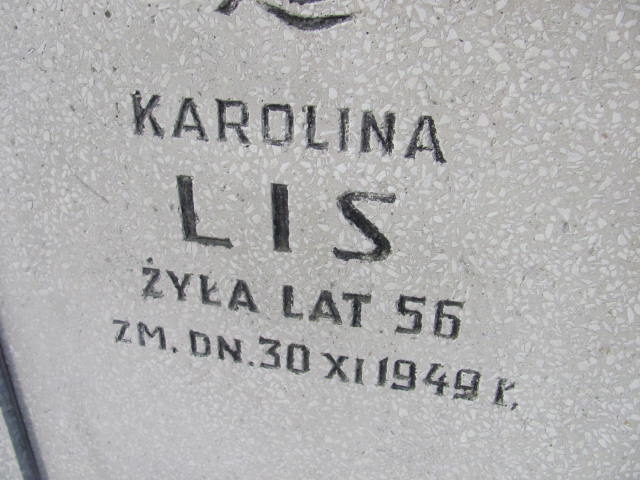 KAROLINA
LIS
ŻYŁA LAT 56
ZM. DN. 30 XI 1949 R.